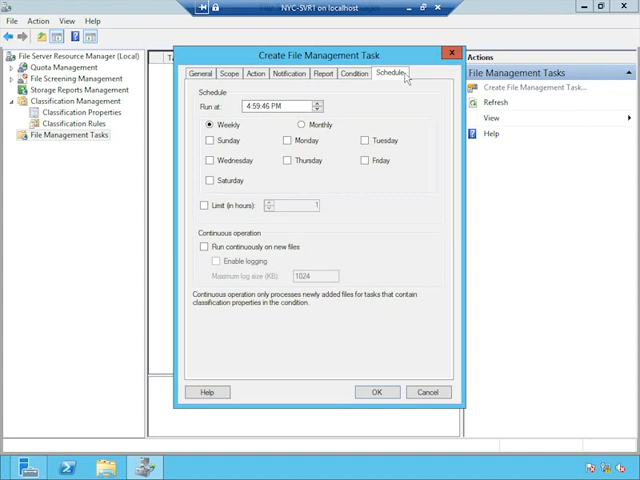 NYC-SVR1 on localhost
File Action View Help
File Server Resource Manager (Local)
Quota Management
File Screening Management
Storage Reports Management
Classification Management
Classification Properties
Classification Rules
File Management Tasks
Create File Management Task
General Scope Action Notification Report Condition Schedule
Schedule
Run at: 4:59:46 PM
Weekly Monthly
Sunday Monday Tuesday
Wednesday Thursday Friday
Saturday
Limit (in hours): 1
Continuous operation
Run continuously on new files
Enable logging
Maximum log size (KB): 1024
Continuous operation only processes newly added files for tasks that contain
classification properties in the condition.
Help OK Cancel
Actions
File Management Tasks
Create File Management Task...
Refresh
View
Help